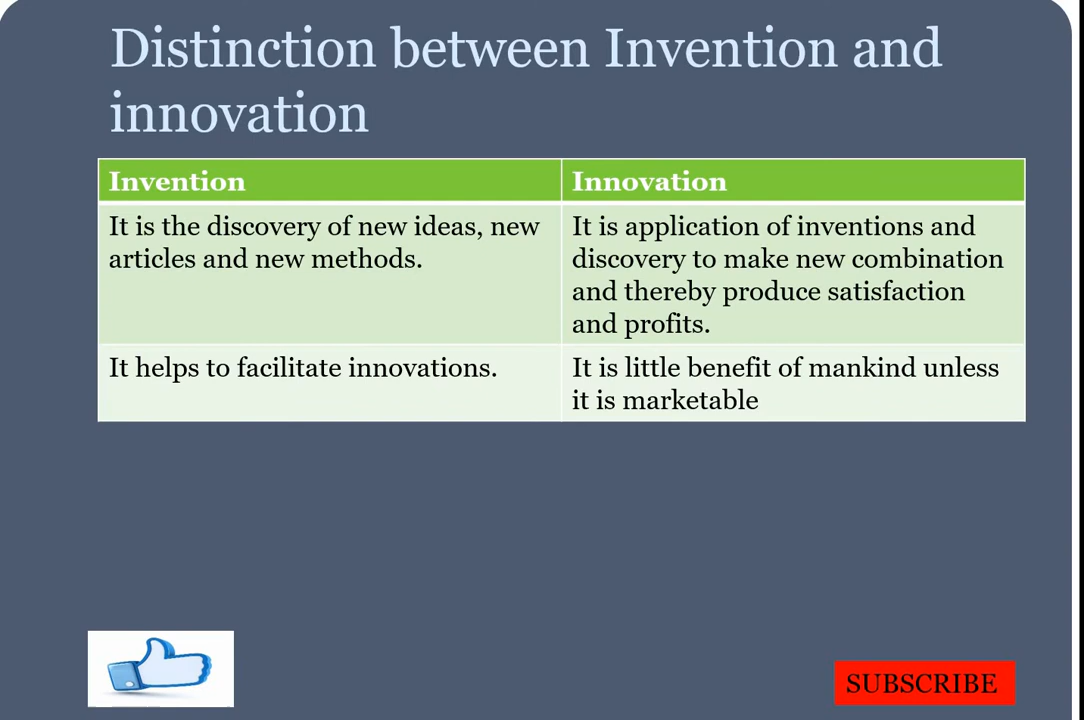 Distinction between Invention and
innovation
Invention
Innovation
It is the discovery of new ideas, new
articles and new methods.
It is application of inventions and
discovery to make new combination
and thereby produce satisfaction
and profits.
It helps to facilitate innovations.
It is little benefit of mankind unless
it is marketable
SUBSCRIBE